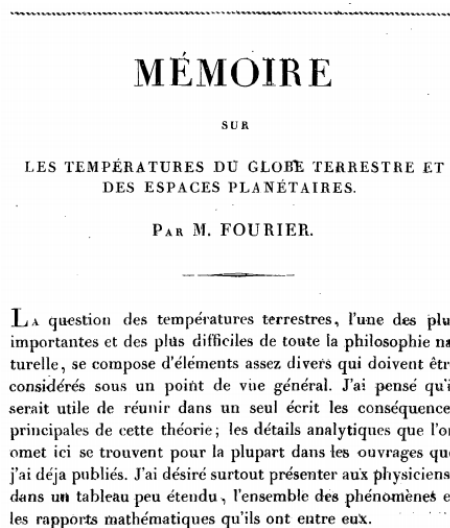 MÉMOIRE
SUR
LES TEMPÉRATURES DU GLOBE TERRESTRE ET
DES ESPACES PLANÉTAIRES.
PAR M. FOURIER.
LA question des températures terrestres, l'une des plu
importantes et des plus difficiles de toute la philosophie na
turelle, se compose d'éléments assez divers qui doivent êtr
considérés sous un point de vue général. J'ai pensé qu'i
serait utile de réunir dans un seul écrit les conséquence
principales de cette théorie; les détails analytiques que l'o
omet ici se trouvent pour la plupart dans les ouvrages qu
j'ai déja publiés. J'ai désiré surtout présenter aux physiciens
dans un tableau peu étendu, l'ensemble des phénomènes e
les rapports mathématiques qu'ils ont entre eux.